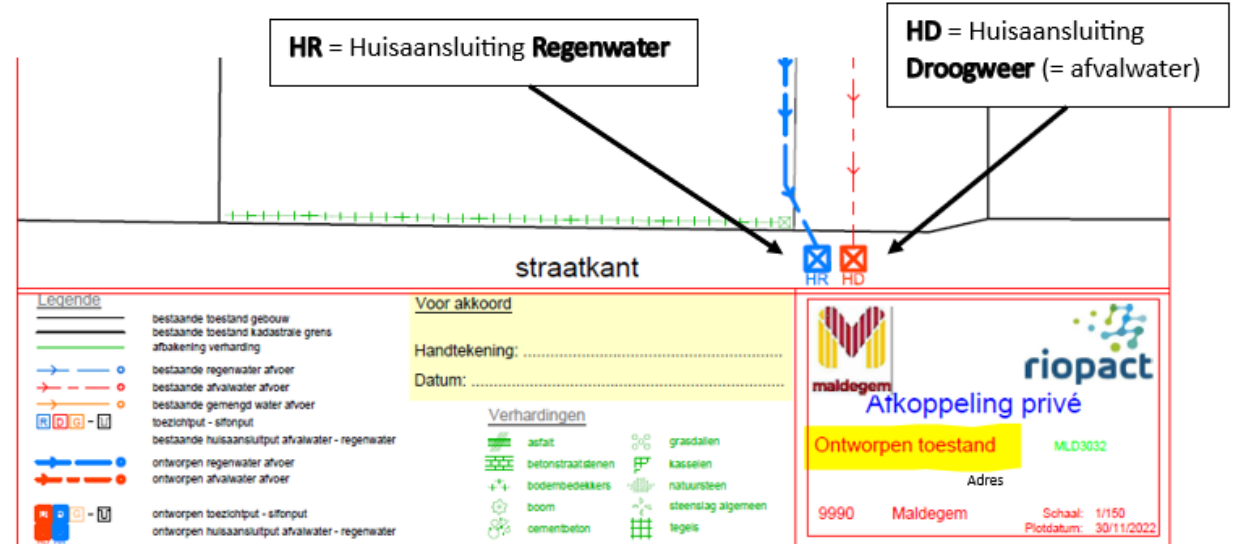 HR = Huisaansluiting Regenwater
HD = Huisaansluiting
Droogweer (= afvalwater)
straatkant
HR HD
Legende
bestaande toestand gebouw
bestaande toestand kadastrale grens
afbakening verharding
bestaande regenwater afvoer
bestaande afvalwater afvoer
bestaande gemengd water afvoer
R D G - U toezichtput - sifonput
bestaande huisaansluitput afvalwater - regenwater
ontworpen regenwater afvoer
ontworpen afvalwater afvoer
R D G - U ontworpen toezichtput - sifonput
ontworpen huisaansluitput afvalwater - regenwater
Voor akkoord
Handtekening: ..........................................................
Datum: ......................................................................
Verhardingen
asfalt
betonstraatstenen
bodembedekkers
boom
cementbeton
grasdallen
kasseien
natuursteen
steenslag algemeen
tegels
maldegem
riopact
Afkoppeling privé
Ontworpen toestand MLD3032
Adres
9990 Maldegem
Schaal: 1/150
Plotdatum: 30/11/2022